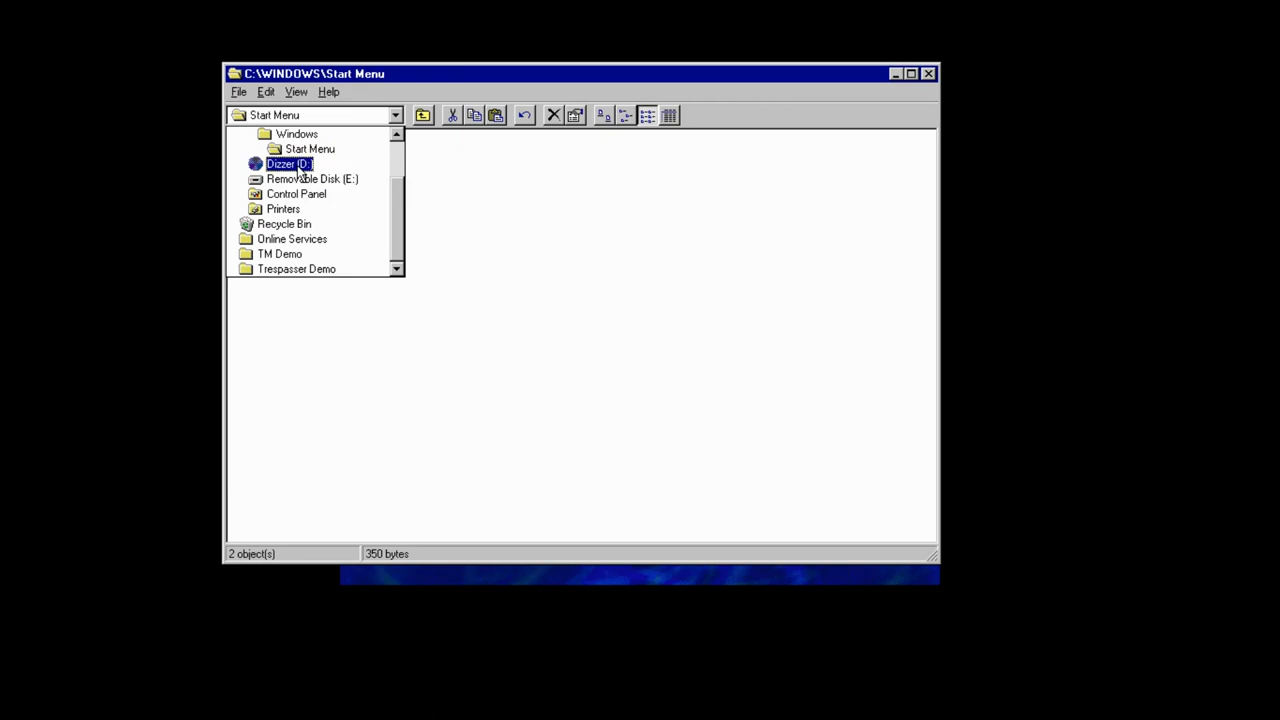 C:\WINDOWS\Start Menu
File Edit View Help
Start Menu
Windows
Start Menu
Dizzer (D:)
Removable Disk (E:)
Control Panel
Printers
Recycle Bin
Online Services
TM Demo
Trespasser Demo
2 object(s) 350 bytes